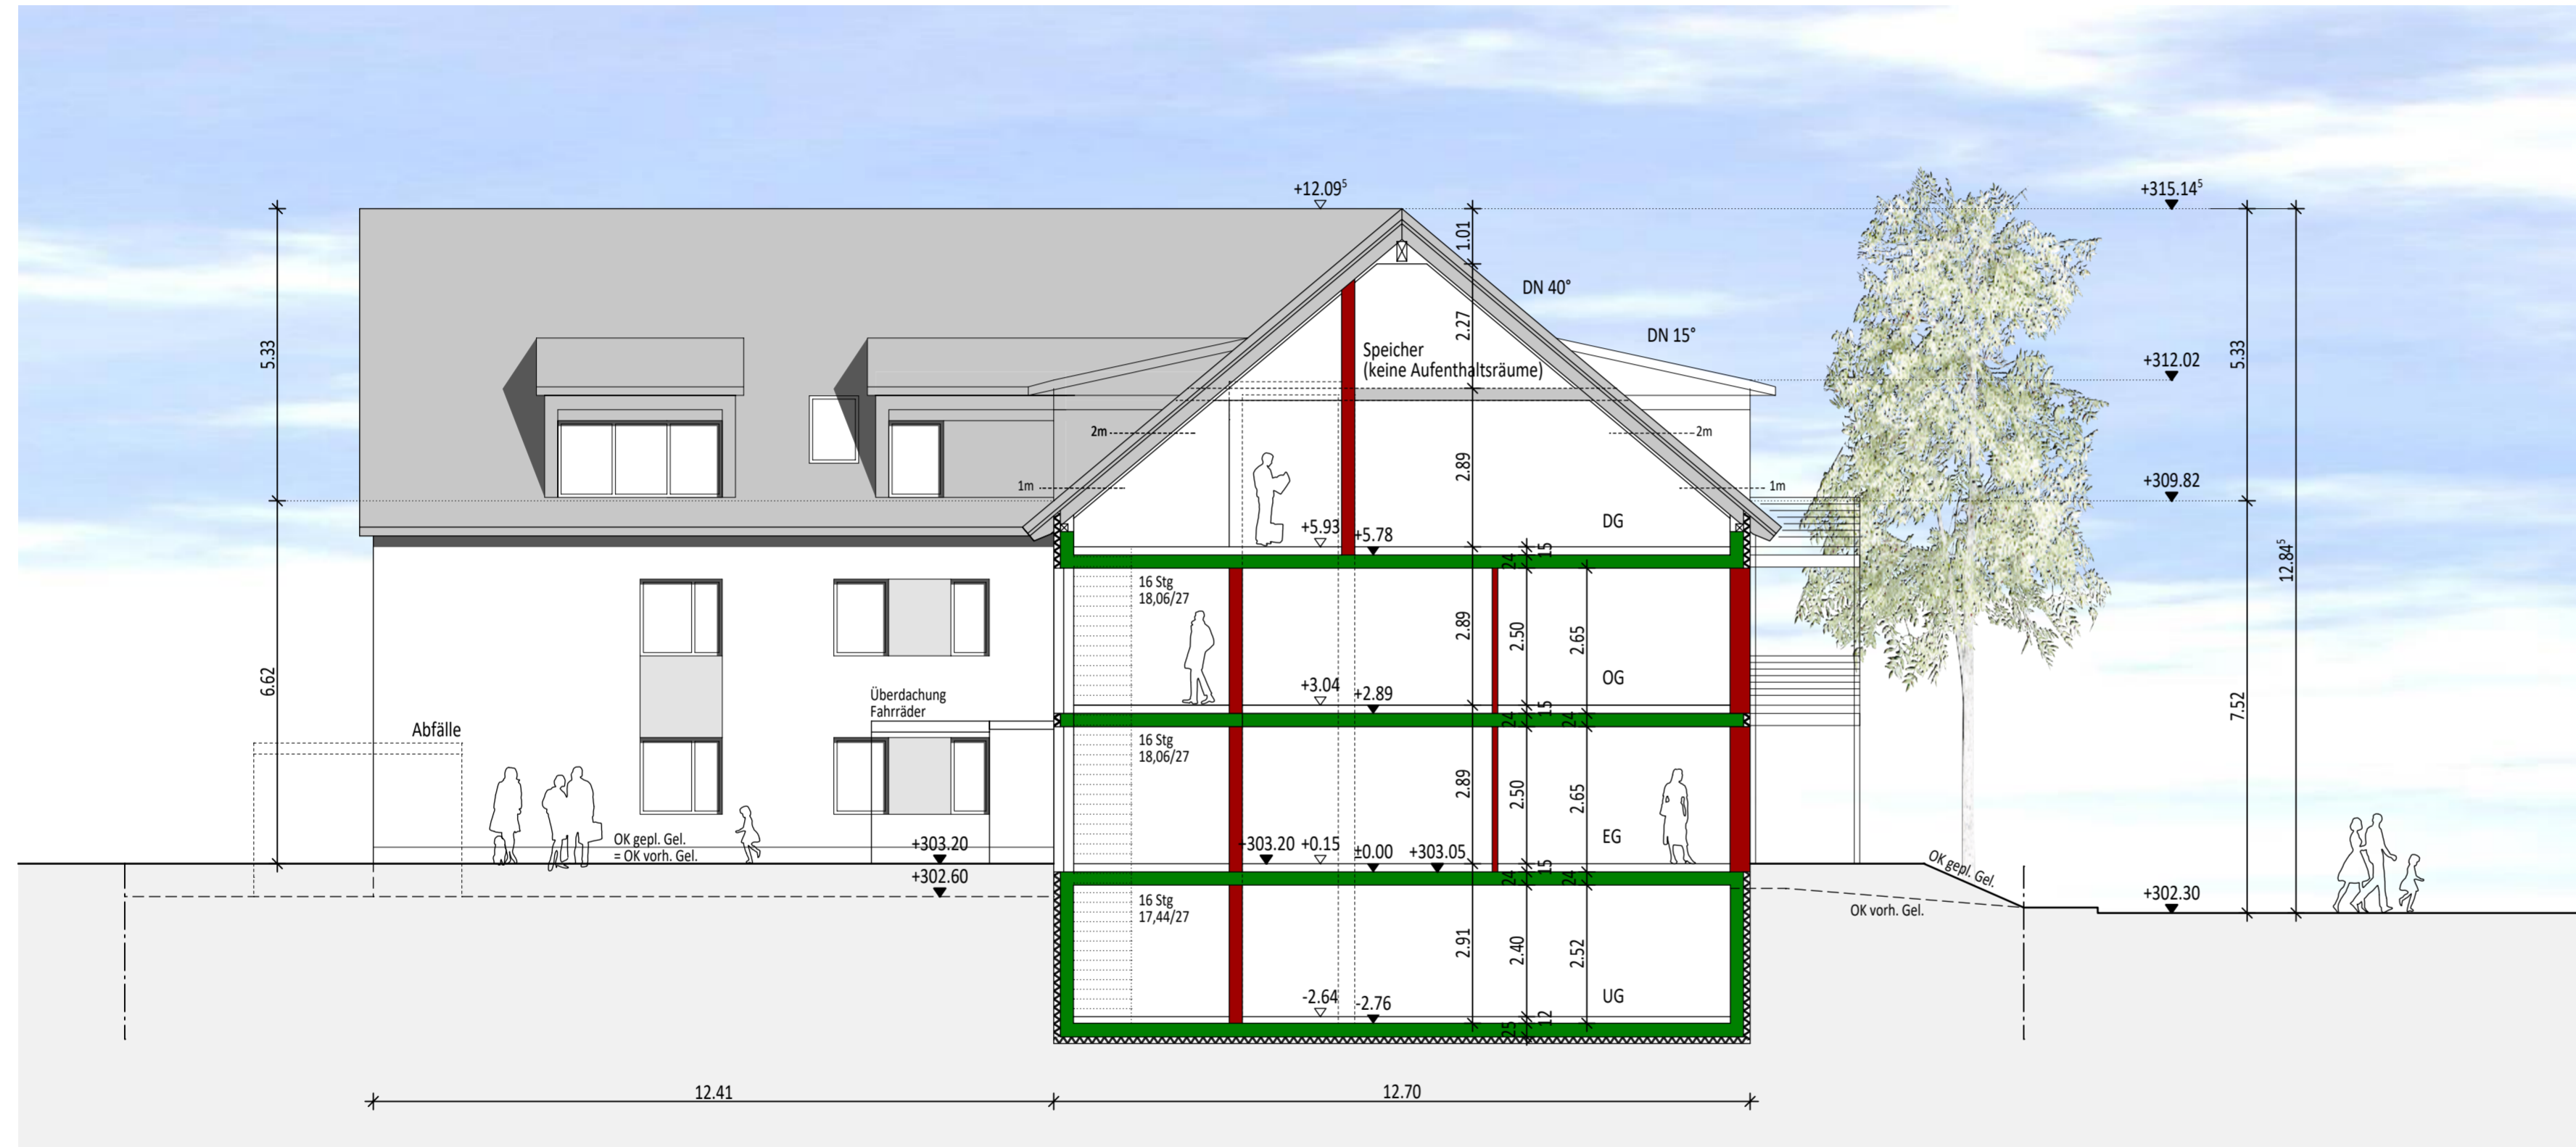 +12.09⁵
+315.14⁵
1.01
DN 40°
DN 15°
2.27
5.33
Speicher
(keine Aufenthaltsräume)
+312.02
5.33
2m
2m
2.89
1m
1m
+309.82
+5.93
+5.78
DG
15
24
12.84⁵
16 Stg
18,06/27
2.89
2.50
2.65
6.62
+3.04
+2.89
OG
15
24
24
Überdachung
Fahrräder
7.52
Abfälle
16 Stg
18,06/27
2.89
2.50
2.65
OK gepl. Gel.
= OK vorh. Gel.
+303.20
+303.20
+0.15
±0.00
+303.05
EG
15
24
24
OK gepl. Gel.
+302.60
+302.30
16 Stg
17,44/27
OK vorh. Gel.
2.91
2.40
2.52
-2.64
-2.76
UG
12
25
12.41
12.70